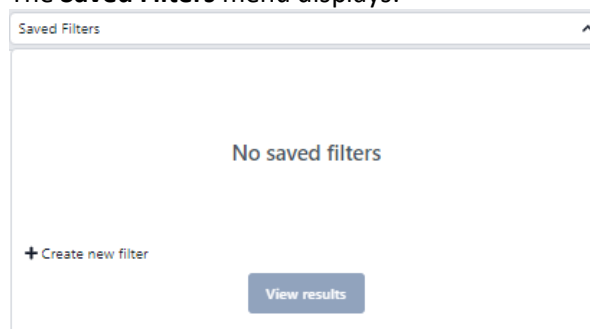 The Saved Filters menu displays.
Saved Filters
No saved filters
+ Create new filter
View results